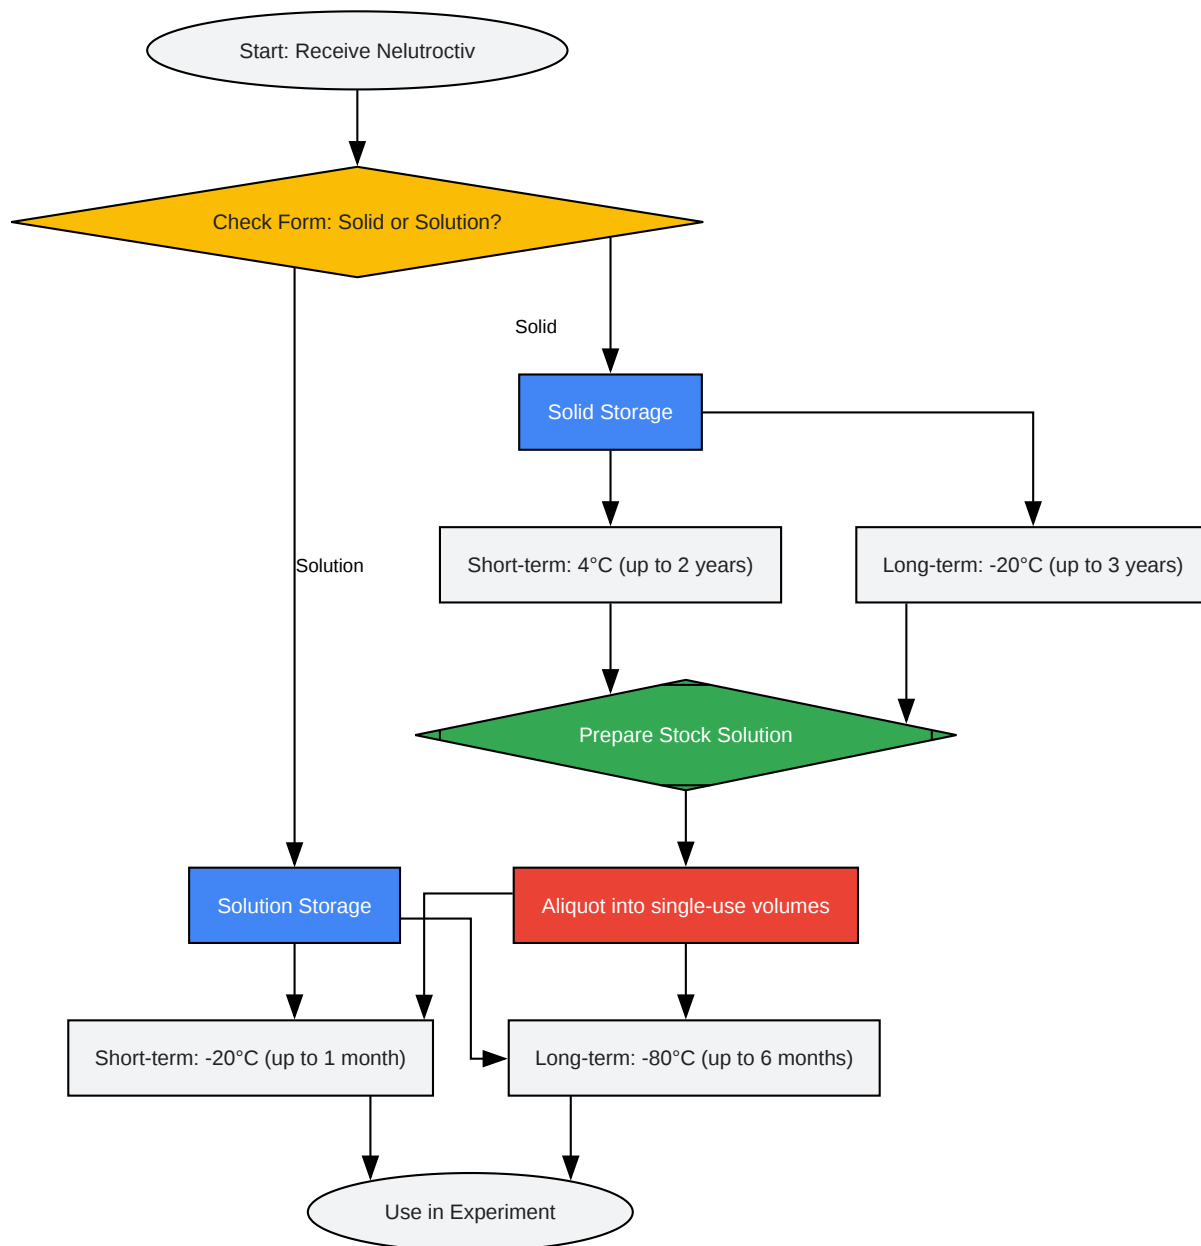 Start: Receive Nelutroctiv
Check Form: Solid or Solution?
Solid
Solid Storage
Solution
Short-term: 4°C (up to 2 years)
Long-term: -20°C (up to 3 years)
Prepare Stock Solution
Solution Storage
Aliquot into single-use volumes
Short-term: -20°C (up to 1 month)
Long-term: -80°C (up to 6 months)
Use in Experiment